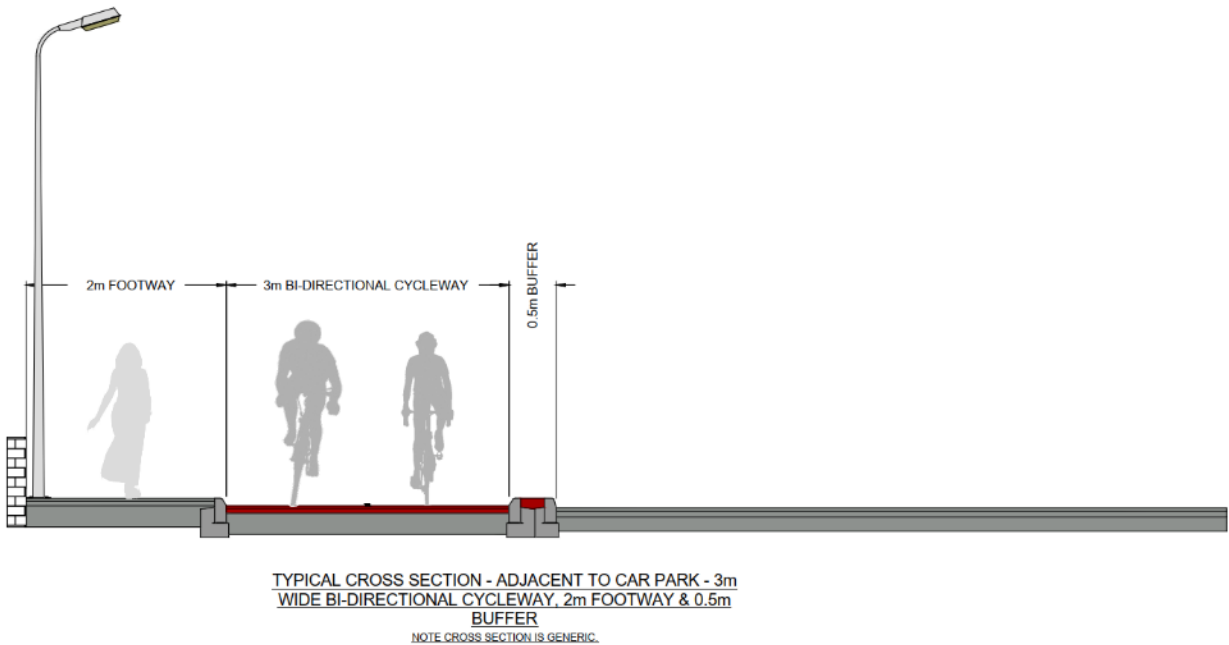 2m FOOTWAY
3m BI-DIRECTIONAL CYCLEWAY
0.5m BUFFER
TYPICAL CROSS SECTION - ADJACENT TO CAR PARK - 3m
WIDE BI-DIRECTIONAL CYCLEWAY, 2m FOOTWAY & 0.5m
BUFFER
NOTE CROSS SECTION IS GENERIC.